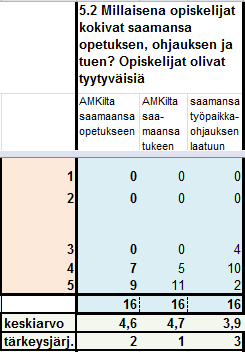 5.2 Millaisena opiskelijat
kokivat saamansa
opetuksen, ohjauksen ja
tuen? Opiskelijat olivat
tyytyväisiä
AMKilta saamaansa opetukseen
AMKilta saa- maansa tukeen
saamansa työpaikka- ohjauksen laatuun
1 0 0 0
2 0 0 0
3 0 0 4
4 7 5 10
5 9 11 2
16 16 16
keskiarvo 4,6 4,7 3,9
tärkeysjärj. 2 1 3